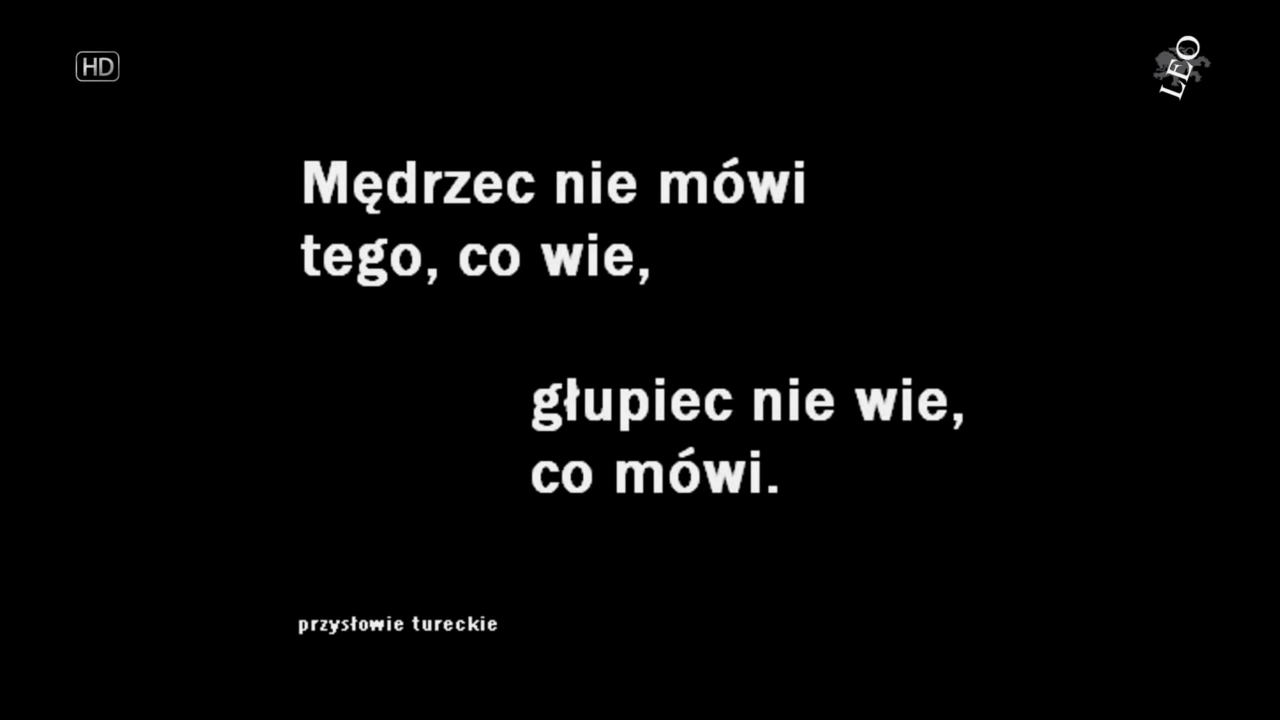 HD
LEO
Mędrzec nie mówi
tego, co wie,
głupiec nie wie,
co mówi.
przysłowie tureckie